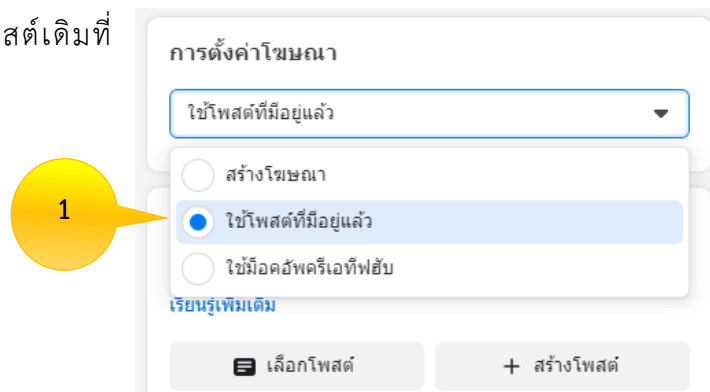 สต์เดิมที่
การตั้งค่าโฆษณา
ใช้โพสต์ที่มีอยู่แล้ว
สร้างโฆษณา
1
ใช้โพสต์ที่มีอยู่แล้ว
ใช้ม็อคอัพครีเอทีฟฮับ
เรียนรู้เพิ่มเติม
เลือกโพสต์
+ สร้างโพสต์